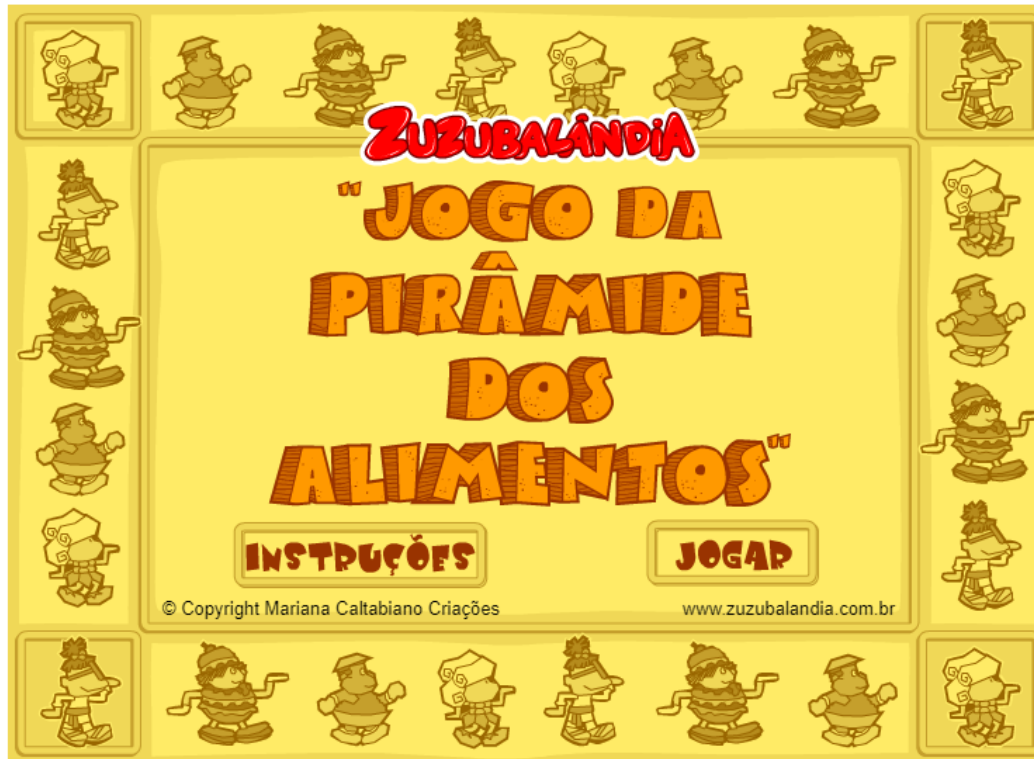 ZUZUBALÂNDIA
"JOGO DA
PIRÂMIDE
DOS
ALIMENTOS"
INSTRUÇÕES
JOGAR
© Copyright Mariana Caltabiano Criações
www.zuzubalandia.com.br